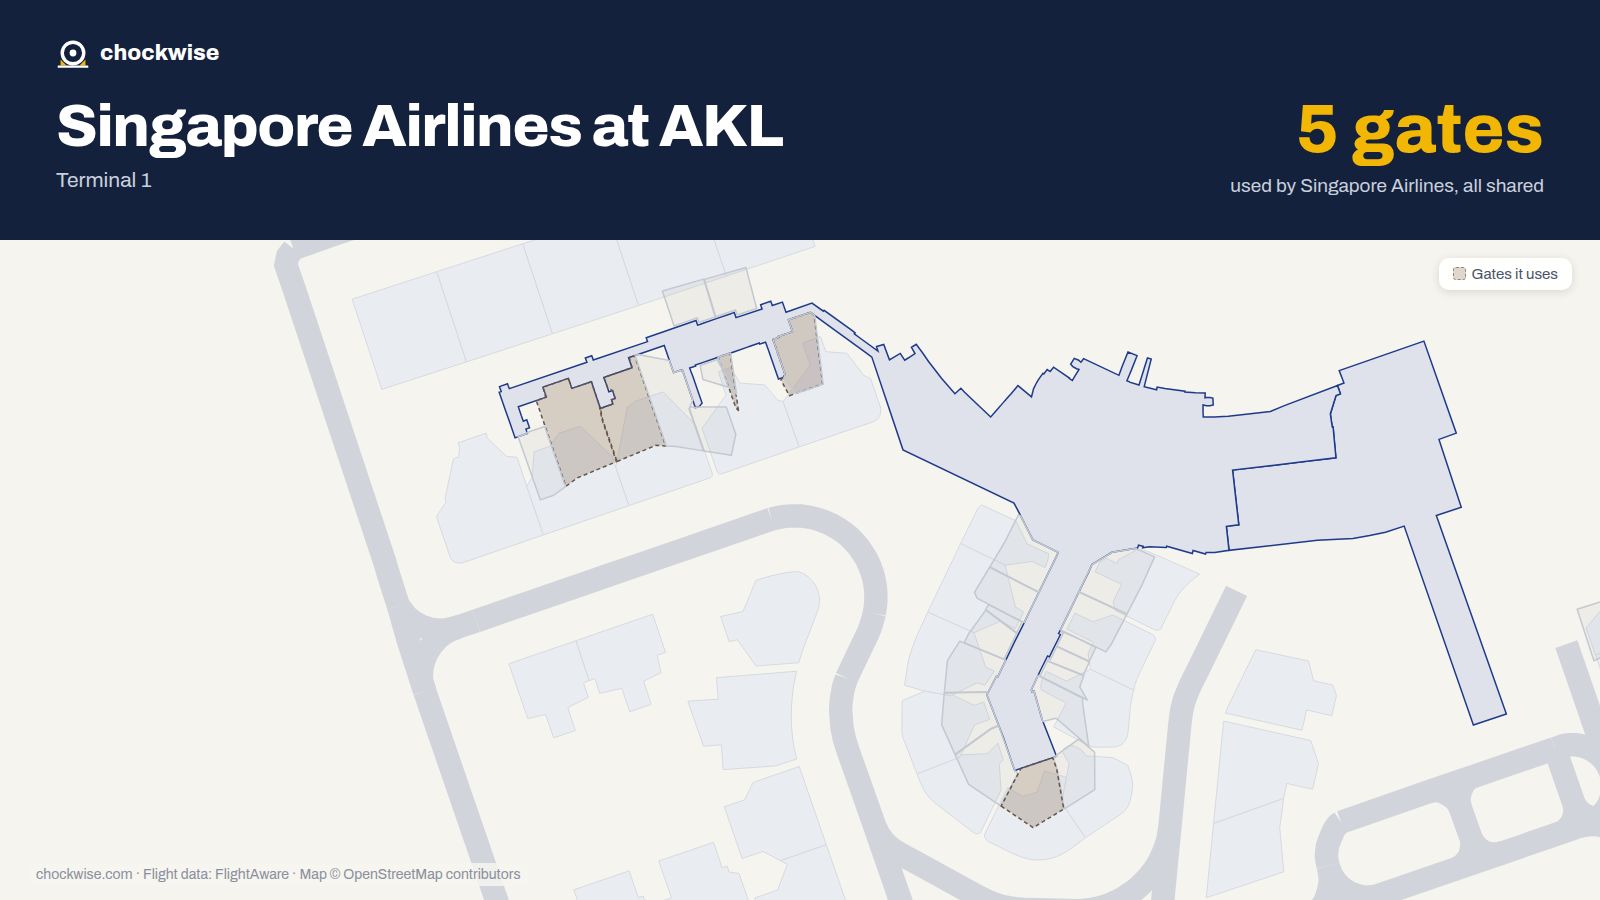 chockwise
Singapore Airlines at AKL
Terminal 1
5 gates
used by Singapore Airlines, all shared
Gates it uses
chockwise.com · Flight data: FlightAware · Map © OpenStreetMap contributors